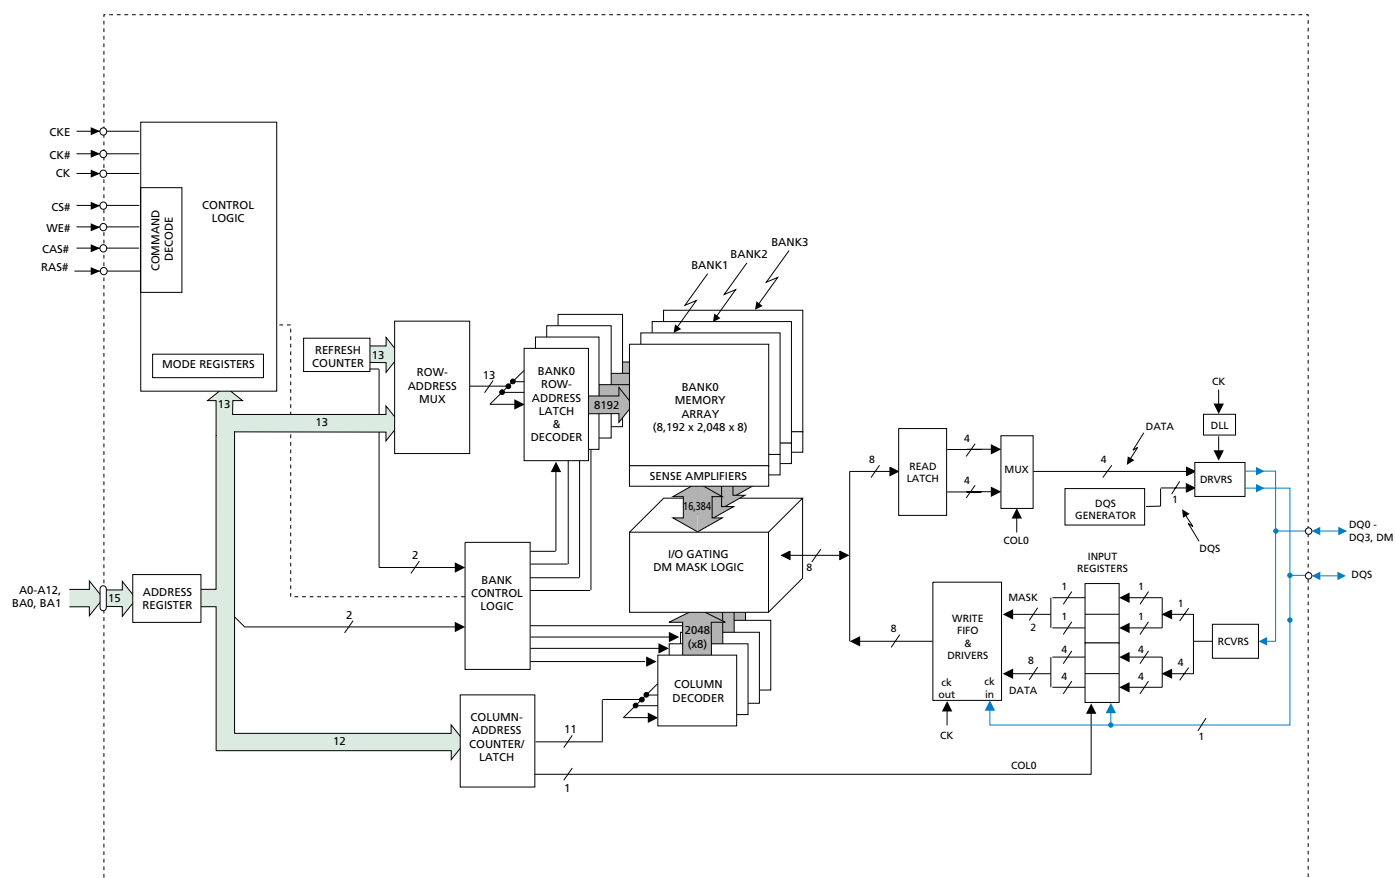 CKE
CK#
CK
CS#
WE#
CAS#
RAS#
COMMAND
DECODE
CONTROL
LOGIC
MODE REGISTERS
BANK3
BANK2
BANK1
REFRESH
COUNTER
13
13
13
ROW-
ADDRESS
MUX
13
BANK0
ROW-
ADDRESS
LATCH
&
DECODER
8192
BANK0
MEMORY
ARRAY
(8,192 x 2,048 x 8)
SENSE AMPLIFIERS
16,384
I/O GATING
DM MASK LOGIC
8
2
BANK
CONTROL
LOGIC
A0-A12,
BA0, BA1
15
ADDRESS
REGISTER
2
2048
(x8)
COLUMN
DECODER
12
COLUMN-
ADDRESS
COUNTER/
LATCH
11
1
COL0
8
READ
LATCH
4
4
MUX
COL0
4
DATA
CK
DLL
DRVRS
DQS
GENERATOR
1
DQS
DQ0 -
DQ3, DM
DQS
INPUT
REGISTERS
8
WRITE
FIFO
&
DRIVERS
ck
out
ck
in
CK
MASK
2
8
DATA
1
1
4
4
1
1
4
4
1
4
RCVRS
1